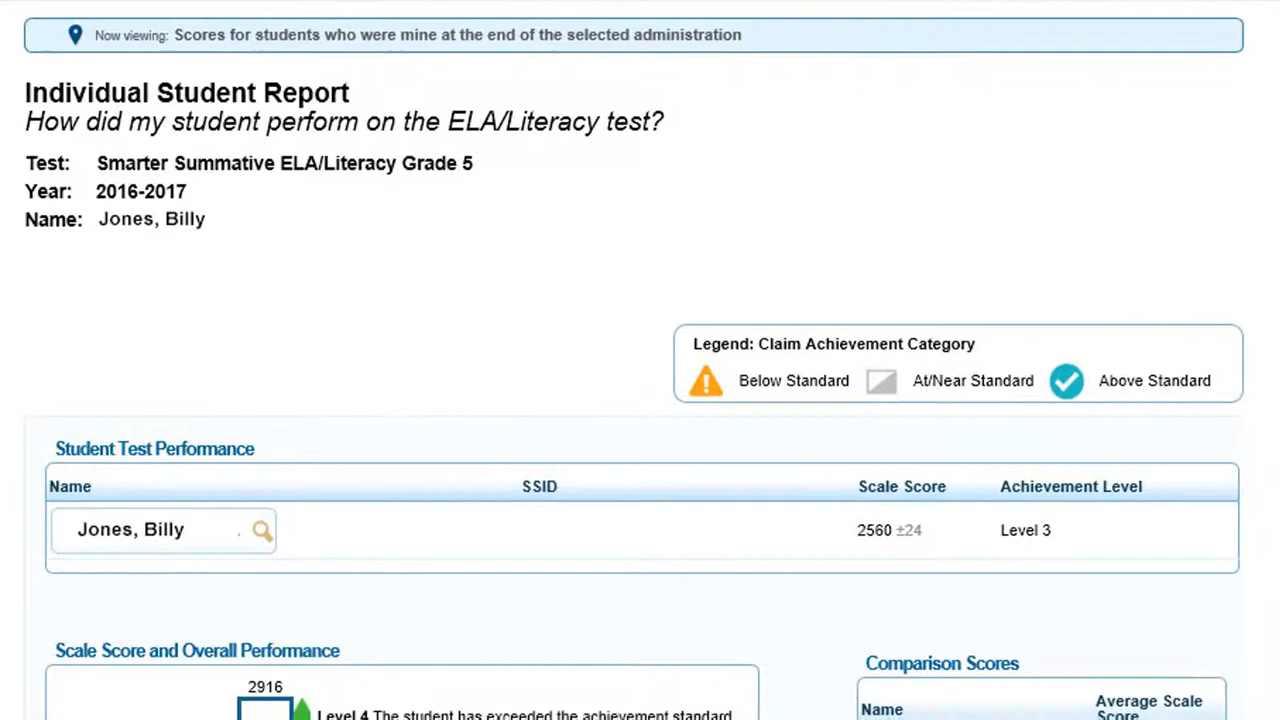 Now viewing: Scores for students who were mine at the end of the selected administration
Individual Student Report
How did my student perform on the ELA/Literacy test?
Test: Smarter Summative ELA/Literacy Grade 5
Year: 2016-2017
Name: Jones, Billy
Legend: Claim Achievement Category
Below Standard At/Near Standard Above Standard
Student Test Performance
Name SSID Scale Score Achievement Level
Jones, Billy 2560 ±24 Level 3
Scale Score and Overall Performance
Comparison Scores
2916
Level 4 The student has exceeded the achievement standard
Name Average Scale
Score